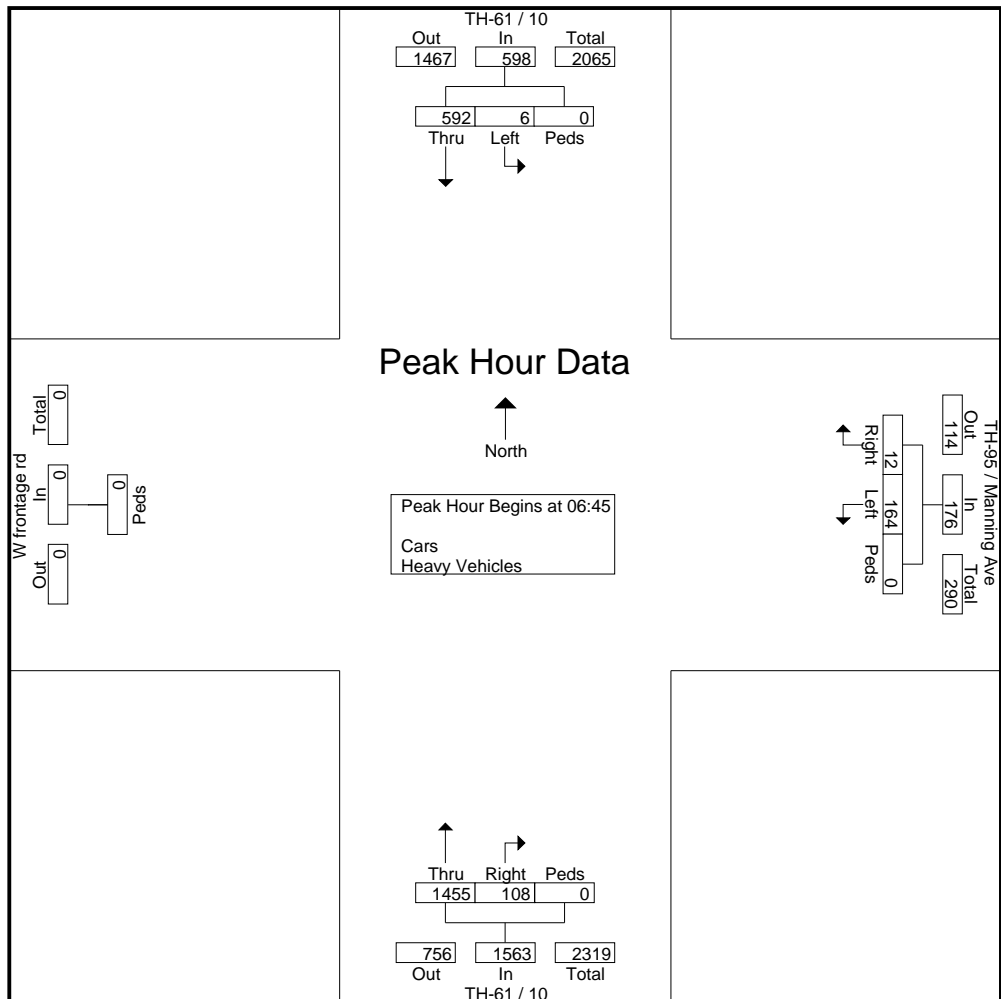 TH-61 / 10
Out In Total
1467 598 2065
592 6 0
Thru Left Peds
Peak Hour Data
North
Peak Hour Begins at 06:45
Cars
Heavy Vehicles
W frontage rd
Out In Total
0 0 0
0
Peds
TH-95 / Manning Ave
Out In Total
114 176 290
12 164 0
Right Left Peds
Thru Right Peds
1455 108 0
756 1563 2319
Out In Total
TH-61 / 10